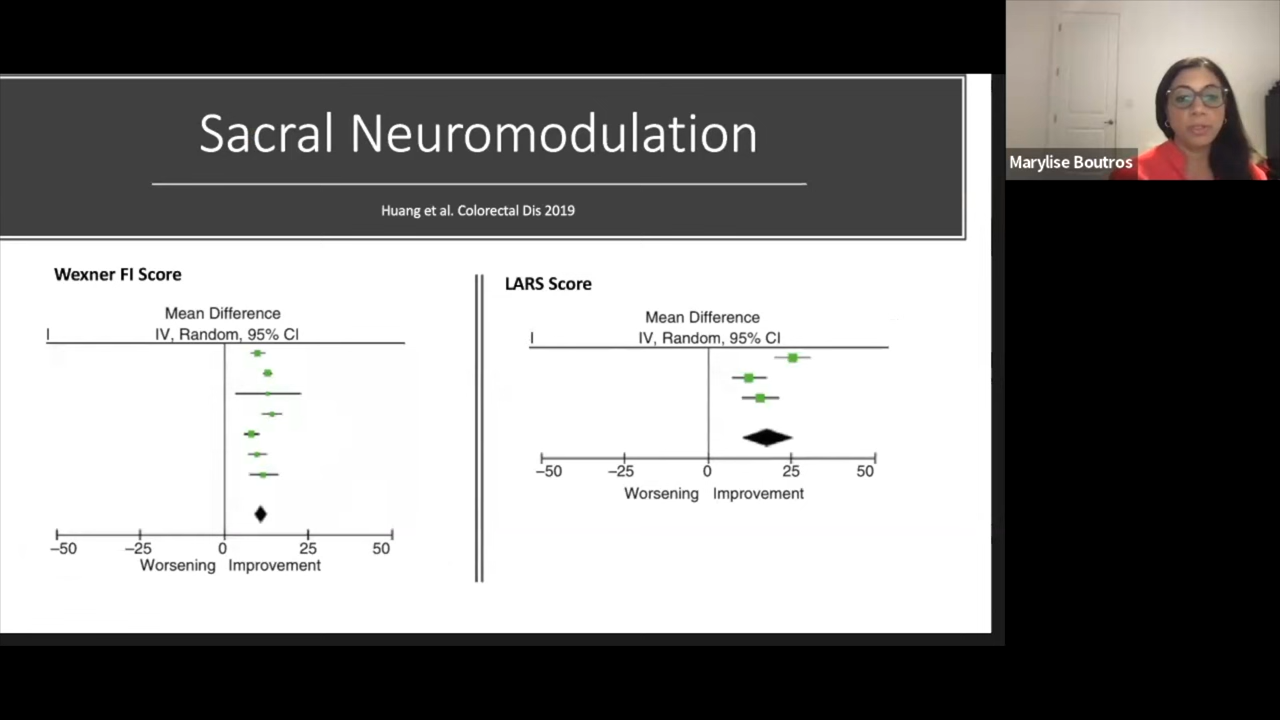 Sacral Neuromodulation
Huang et al. Colorectal Dis 2019
Marylise Boutros
Wexner FI Score
Mean Difference
I IV, Random, 95% CI
−50 −25 0 25 50
Worsening Improvement
LARS Score
Mean Difference
I IV, Random, 95% CI
−50 −25 0 25 50
Worsening Improvement